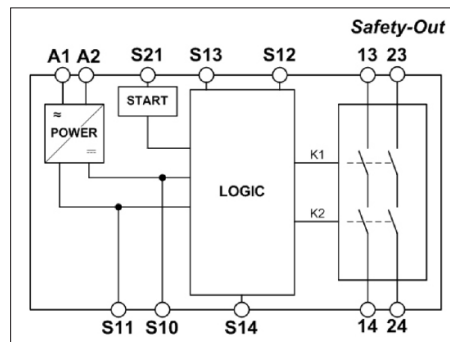 Safety-Out
A1 A2 S21 S13 S12 13 23
START
≈
POWER
K1
LOGIC
K2
S11 S10 S14 14 24